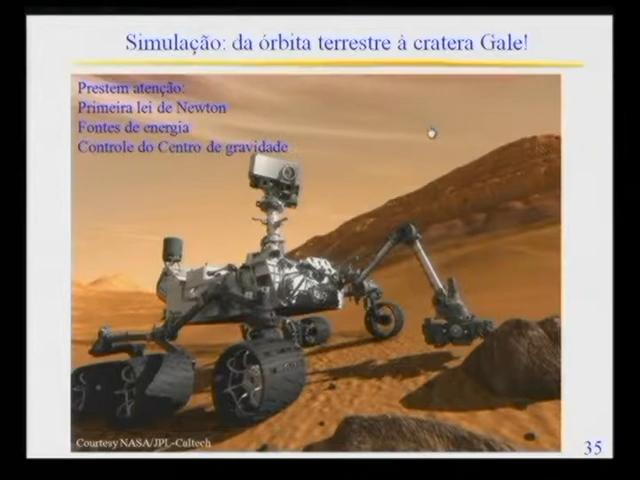 Simulação: da órbita terrestre à cratera Gale!
Prestem atenção:
Primeira lei de Newton
Fontes de energia
Controle do Centro de gravidade
Courtesy NASA/JPL-Caltech
35